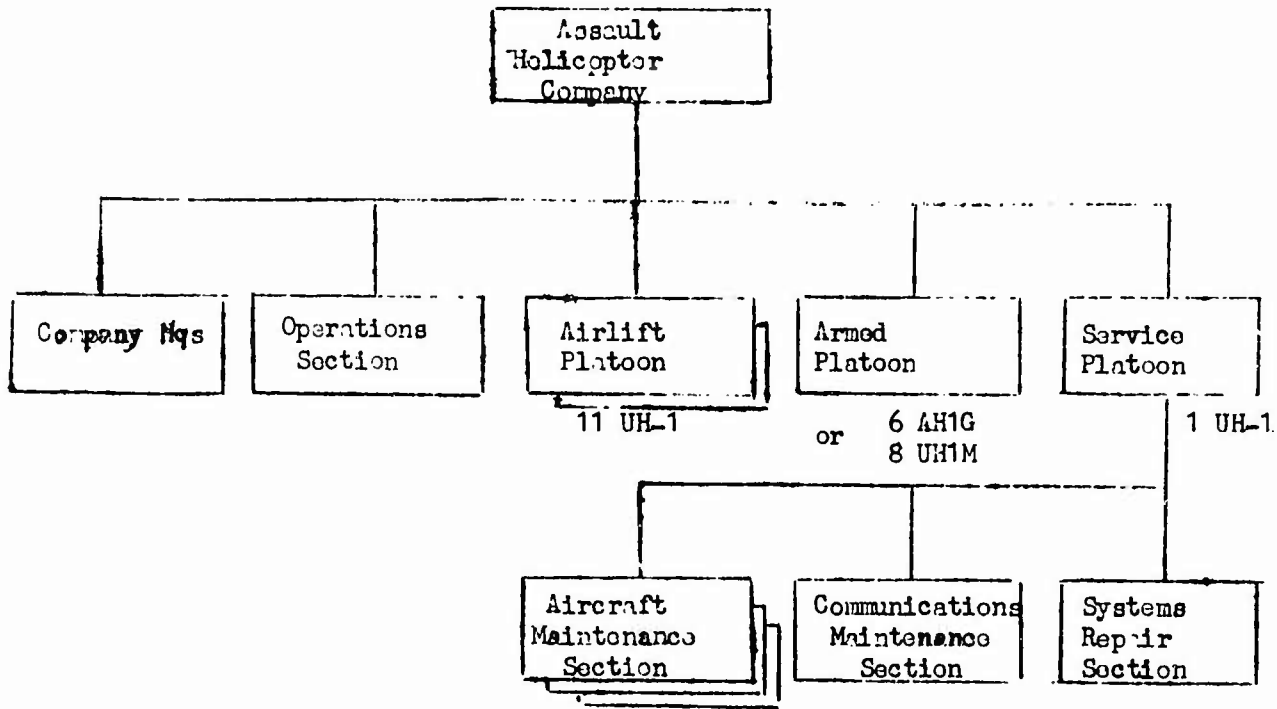 Assault
Helicopter
Company
Company Hqs
Operations
Section
Airlift
Platoon
Armed
Platoon
Service
Platoon
11 UH-1
or
6 AH1G
8 UH1M
1 UH-1
Aircraft
Maintenance
Section
Communications
Maintenance
Section
Systems
Repair
Section